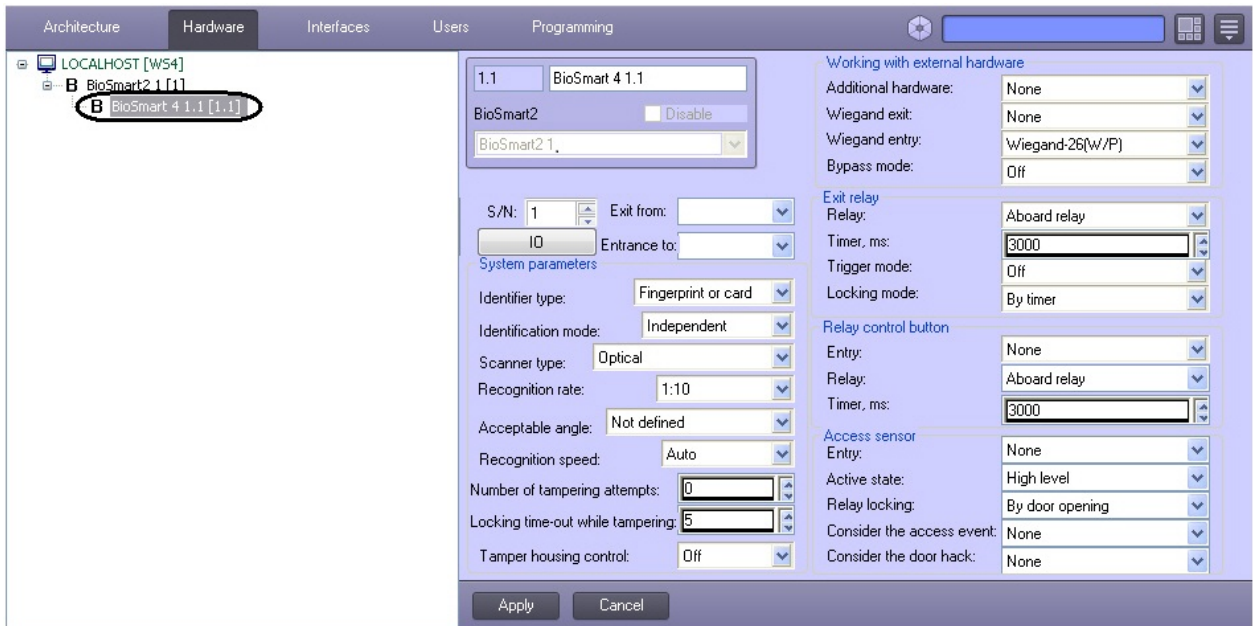 Architecture Hardware Interfaces Users Programming
LOCALHOST [WS4]
B BioSmart2 1 [1]
B BioSmart 4 1.1 [1.1]
1.1 BioSmart 4 1.1
BioSmart2 Disable
BioSmart2 1
S/N: 1 Exit from:
IO Entrance to:
System parameters
Identifier type: Fingerprint or card
Identification mode: Independent
Scanner type: Optical
Recognition rate: 1:10
Acceptable angle: Not defined
Recognition speed: Auto
Number of tampering attempts: 0
Locking time-out while tampering: 5
Tamper housing control: Off
Working with external hardware
Additional hardware: None
Wiegand exit: None
Wiegand entry: Wiegand-26(W/P)
Bypass mode: Off
Exit relay
Relay: Aboard relay
Timer, ms: 3000
Trigger mode: Off
Locking mode: By timer
Relay control button
Entry: None
Relay: Aboard relay
Timer, ms: 3000
Access sensor
Entry: None
Active state: High level
Relay locking: By door opening
Consider the access event: None
Consider the door hack: None
Apply Cancel